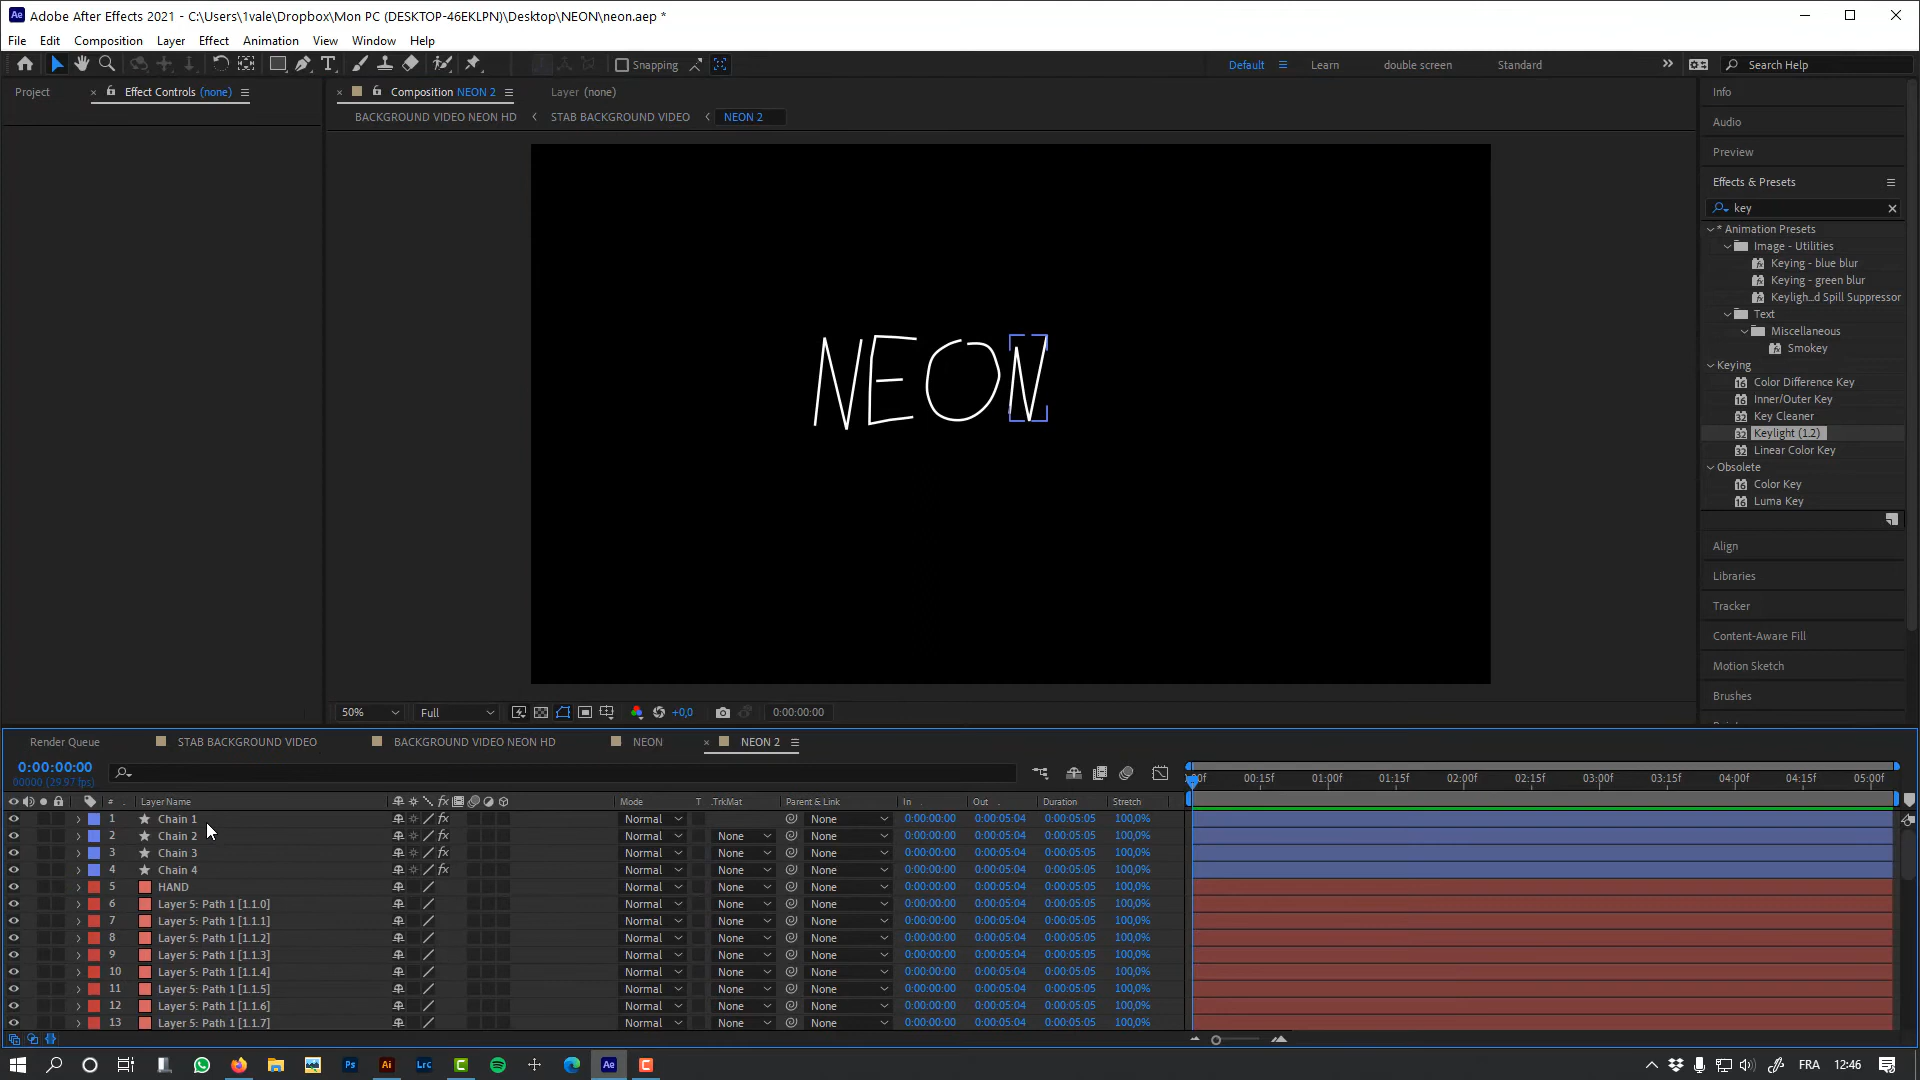 Adobe After Effects 2021 - C:\Users\1vale\Dropbox\Mon PC (DESKTOP-46EKLPN)\Desktop\NEON\neon.aep *
File Edit Composition Layer Effect Animation View Window Help
Snapping Default Learn double screen Standard Search Help
Project Effect Controls (none) Composition NEON 2 Layer (none)
BACKGROUND VIDEO NEON HD STAB BACKGROUND VIDEO NEON 2
Info
Audio
Preview
Effects & Presets
key
* Animation Presets
Image - Utilities
Keying - blue blur
Keying - green blur
Keyligh...d Spill Suppressor
Text
Miscellaneous
Smokey
Keying
Color Difference Key
Inner/Outer Key
Key Cleaner
Keylight (1.2)
Linear Color Key
Obsolete
Color Key
Luma Key
Align
Libraries
Tracker
Content-Aware Fill
Motion Sketch
Brushes
NEON
50% Full +0,0 0:00:00:00
Render Queue STAB BACKGROUND VIDEO BACKGROUND VIDEO NEON HD NEON NEON 2
0:00:00:00
00000 (29.97 fps)
:00f 00:15f 01:00f 01:15f 02:00f 02:15f 03:00f 03:15f 04:00f 04:15f 05:00f
# Layer Name Mode T .TrkMat Parent & Link In Out Duration Stretch
1 Chain 1 Normal None 0:00:00:00 0:00:05:04 0:00:05:05 100,0%
2 Chain 2 Normal None None 0:00:00:00 0:00:05:04 0:00:05:05 100,0%
3 Chain 3 Normal None None 0:00:00:00 0:00:05:04 0:00:05:05 100,0%
4 Chain 4 Normal None None 0:00:00:00 0:00:05:04 0:00:05:05 100,0%
5 HAND Normal None None 0:00:00:00 0:00:05:04 0:00:05:05 100,0%
6 Layer 5: Path 1 [1.1.0] Normal None None 0:00:00:00 0:00:05:04 0:00:05:05 100,0%
7 Layer 5: Path 1 [1.1.1] Normal None None 0:00:00:00 0:00:05:04 0:00:05:05 100,0%
8 Layer 5: Path 1 [1.1.2] Normal None None 0:00:00:00 0:00:05:04 0:00:05:05 100,0%
9 Layer 5: Path 1 [1.1.3] Normal None None 0:00:00:00 0:00:05:04 0:00:05:05 100,0%
10 Layer 5: Path 1 [1.1.4] Normal None None 0:00:00:00 0:00:05:04 0:00:05:05 100,0%
11 Layer 5: Path 1 [1.1.5] Normal None None 0:00:00:00 0:00:05:04 0:00:05:05 100,0%
12 Layer 5: Path 1 [1.1.6] Normal None None 0:00:00:00 0:00:05:04 0:00:05:05 100,0%
13 Layer 5: Path 1 [1.1.7] Normal None None 0:00:00:00 0:00:05:04 0:00:05:05 100,0%
Ps Ai Lrc C Ae C FRA 12:46